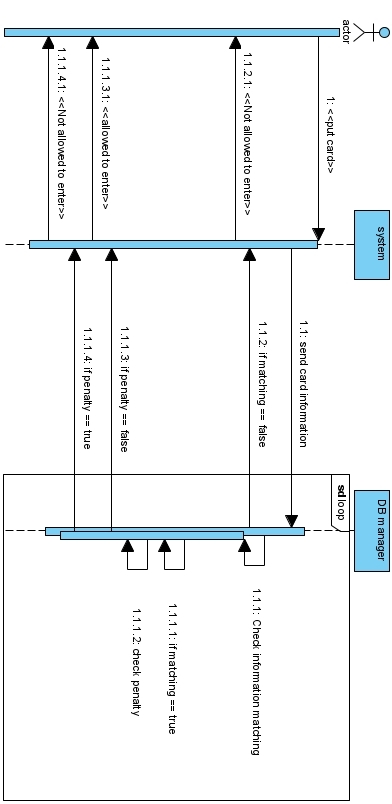 actor
system
DB manager
sd loop
1: <<put card>>
1.1: send card information
1.1.1: Check information matching
1.1.2: if matching == false
1.1.2.1: <<Not allowed to enter>>
1.1.1.1: if matching == true
1.1.1.2: check penalty
1.1.1.3: if penalty == false
1.1.1.3.1: <<allowed to enter>>
1.1.1.4: if penalty == true
1.1.1.4.1: <<Not allowed to enter>>